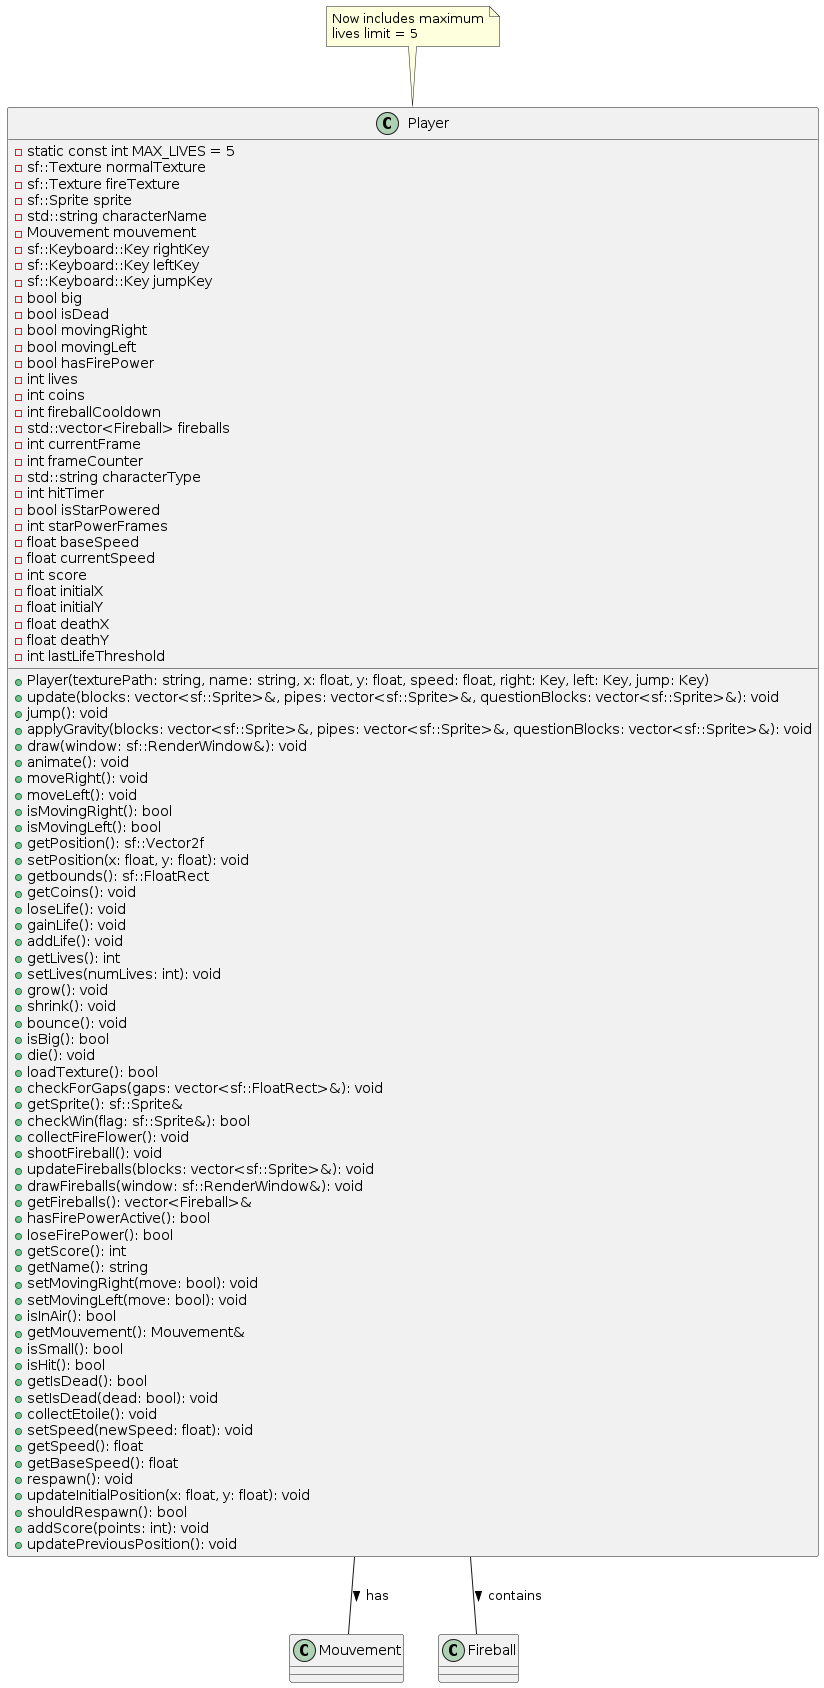 Now includes maximum
lives limit = 5
C Player
static const int MAX_LIVES = 5
sf::Texture normalTexture
sf::Texture fireTexture
sf::Sprite sprite
std::string characterName
Mouvement mouvement
sf::Keyboard::Key rightKey
sf::Keyboard::Key leftKey
sf::Keyboard::Key jumpKey
bool big
bool isDead
bool movingRight
bool movingLeft
bool hasFirePower
int lives
int coins
int fireballCooldown
std::vector<Fireball> fireballs
int currentFrame
int frameCounter
std::string characterType
int hitTimer
bool isStarPowered
int starPowerFrames
float baseSpeed
float currentSpeed
int score
float initialX
float initialY
float deathX
float deathY
int lastLifeThreshold
Player(texturePath: string, name: string, x: float, y: float, speed: float, right: Key, left: Key, jump: Key)
update(blocks: vector<sf::Sprite>&, pipes: vector<sf::Sprite>&, questionBlocks: vector<sf::Sprite>&): void
jump(): void
applyGravity(blocks: vector<sf::Sprite>&, pipes: vector<sf::Sprite>&, questionBlocks: vector<sf::Sprite>&): void
draw(window: sf::RenderWindow&): void
animate(): void
moveRight(): void
moveLeft(): void
isMovingRight(): bool
isMovingLeft(): bool
getPosition(): sf::Vector2f
setPosition(x: float, y: float): void
getbounds(): sf::FloatRect
getCoins(): void
loseLife(): void
gainLife(): void
addLife(): void
getLives(): int
setLives(numLives: int): void
grow(): void
shrink(): void
bounce(): void
isBig(): bool
die(): void
loadTexture(): bool
checkForGaps(gaps: vector<sf::FloatRect>&): void
getSprite(): sf::Sprite&
checkWin(flag: sf::Sprite&): bool
collectFireFlower(): void
shootFireball(): void
updateFireballs(blocks: vector<sf::Sprite>&): void
drawFireballs(window: sf::RenderWindow&): void
getFireballs(): vector<Fireball>&
hasFirePowerActive(): bool
loseFirePower(): bool
getScore(): int
getName(): string
setMovingRight(move: bool): void
setMovingLeft(move: bool): void
isInAir(): bool
getMouvement(): Mouvement&
isSmall(): bool
isHit(): bool
getIsDead(): bool
setIsDead(dead: bool): void
collectEtoile(): void
setSpeed(newSpeed: float): void
getSpeed(): float
getBaseSpeed(): float
respawn(): void
updateInitialPosition(x: float, y: float): void
shouldRespawn(): bool
addScore(points: int): void
updatePreviousPosition(): void
has
contains
C Mouvement
C Fireball